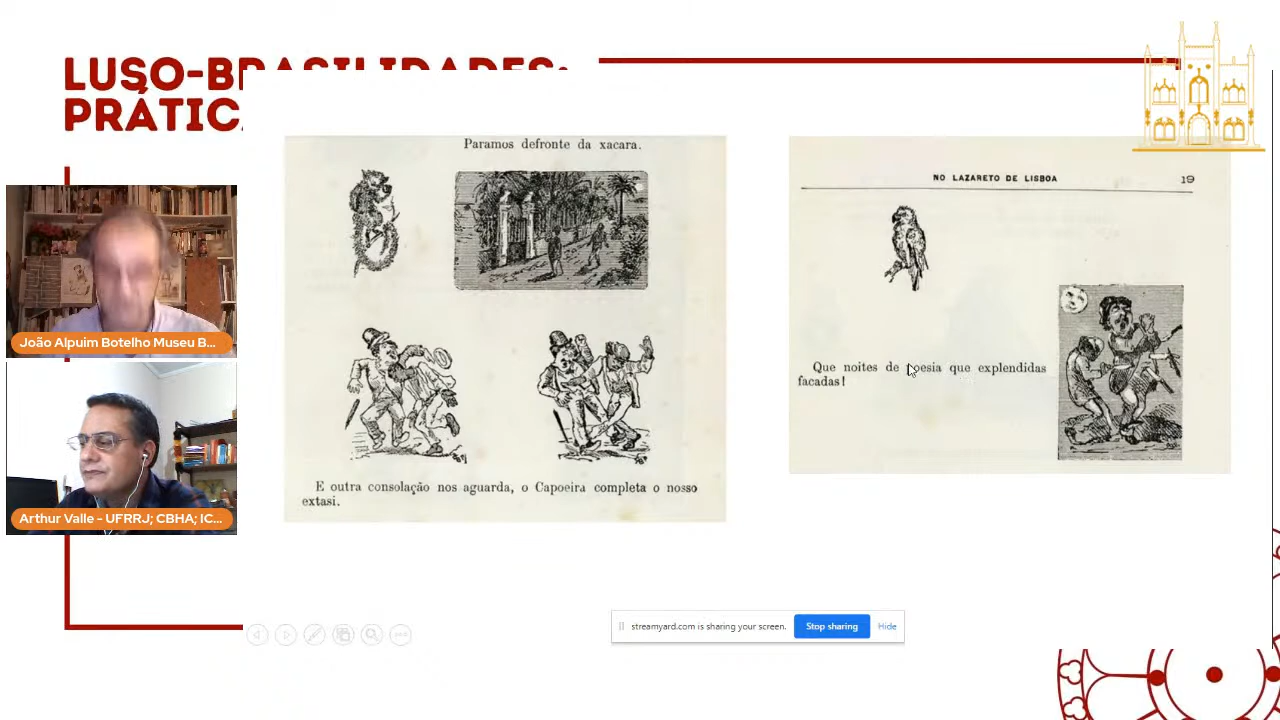 LUSO-BRASILIDADES:
PRÁTIC
Paramos defronte da xacara.
E outra consolação nos aguarda, o Capoeira completa o nosso
extasi.
NO LAZARETO DE LISBOA 19
Que noites de poesia que explendidas
facadas!
João Alpuim Botelho Museu B...
Arthur Valle - UFRRJ; CBHA; IC...
streamyard.com is sharing your screen. Stop sharing Hide